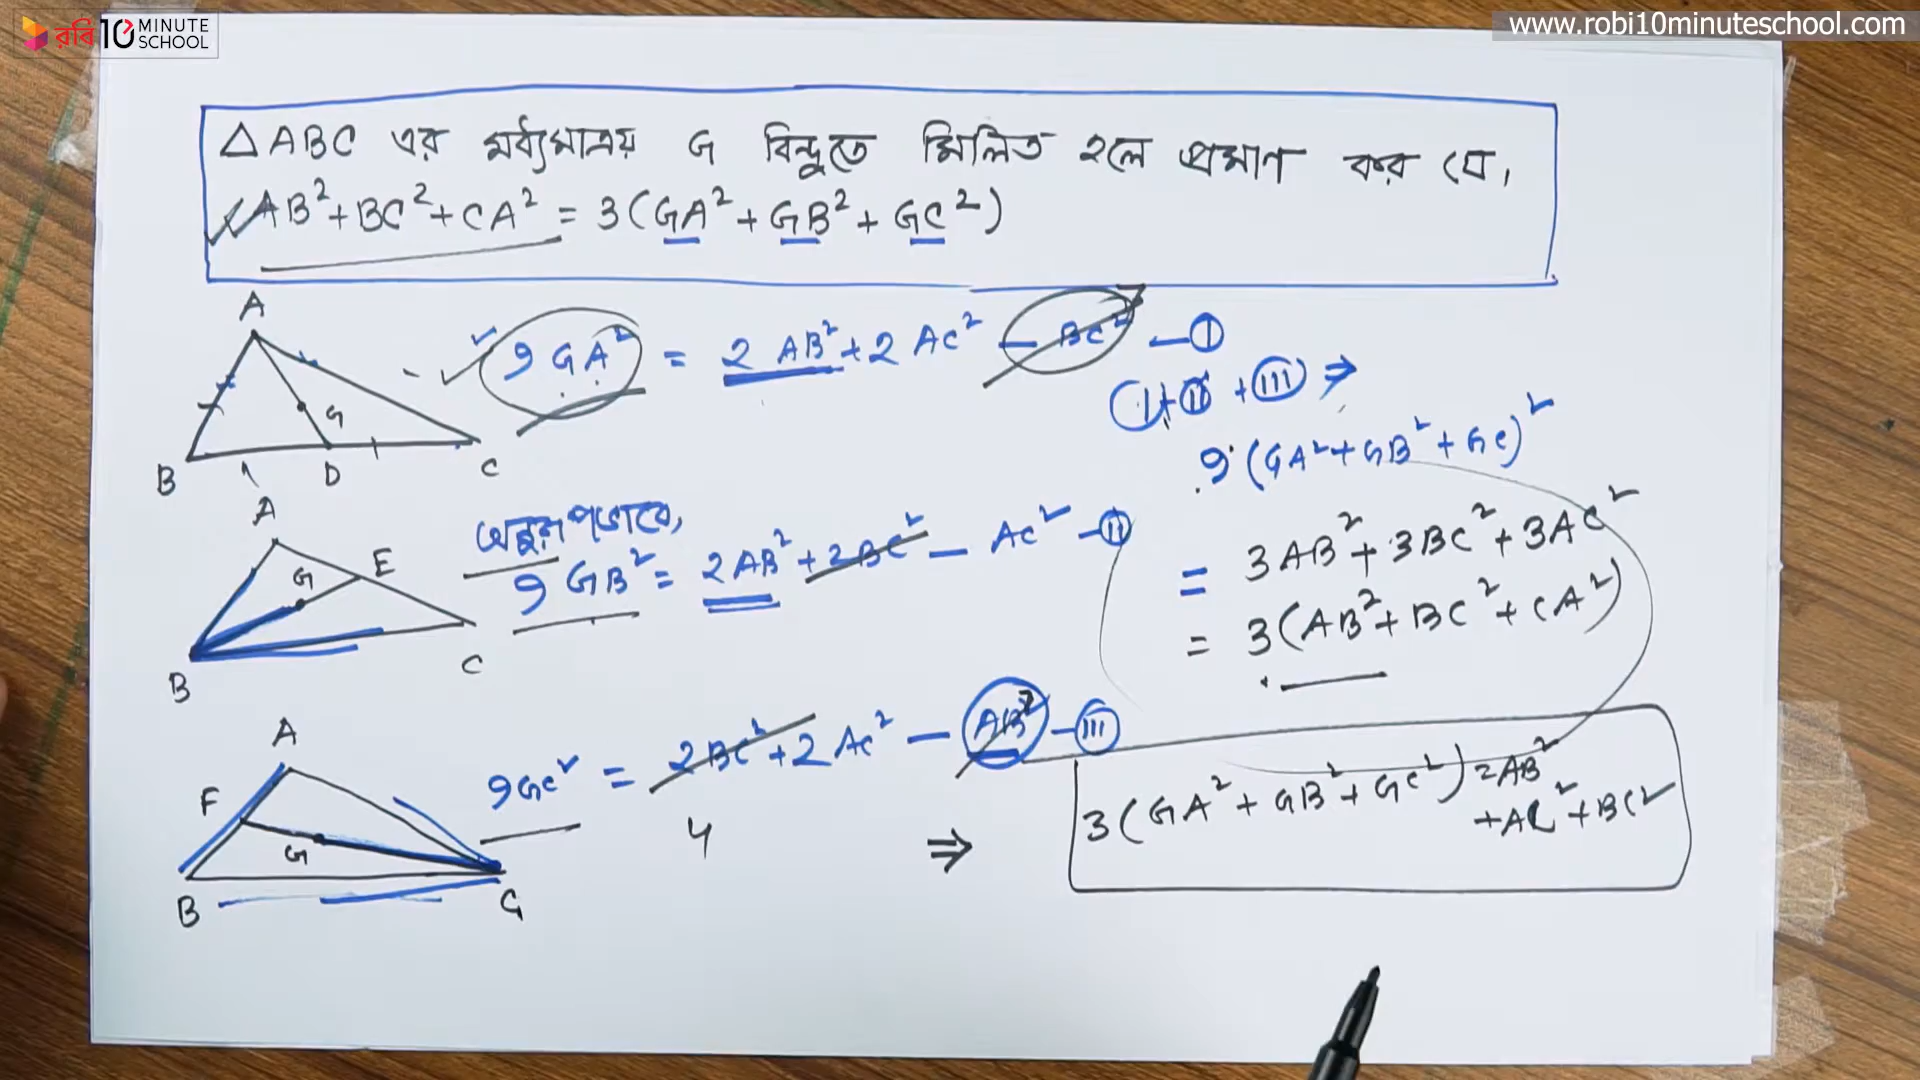 রবি 10 MINUTE SCHOOL
www.robi10minuteschool.com
△ABC এর মধ্যমাত্রয় G বিন্দুতে মিলিত হলে প্রমাণ কর যে,
AB²+BC²+CA² = 3(GA²+GB²+GC²)
A
9GA² = 2AB²+2AC² - BC² - I
I+II+III ⇒
G
B D C
9(GA²+GB²+GC)²
A
অনুরূপভাবে,
9GB² = 2AB²+2BC² - AC² - II
= 3AB²+3BC²+3AC²
G E
= 3(AB²+BC²+CA²)
B C
A
9GC² = 2BC²+2AC² - AB² - III
F
G
4
⇒ 3(GA²+GB²+GC²)=AB²
+AC²+BC²
B G